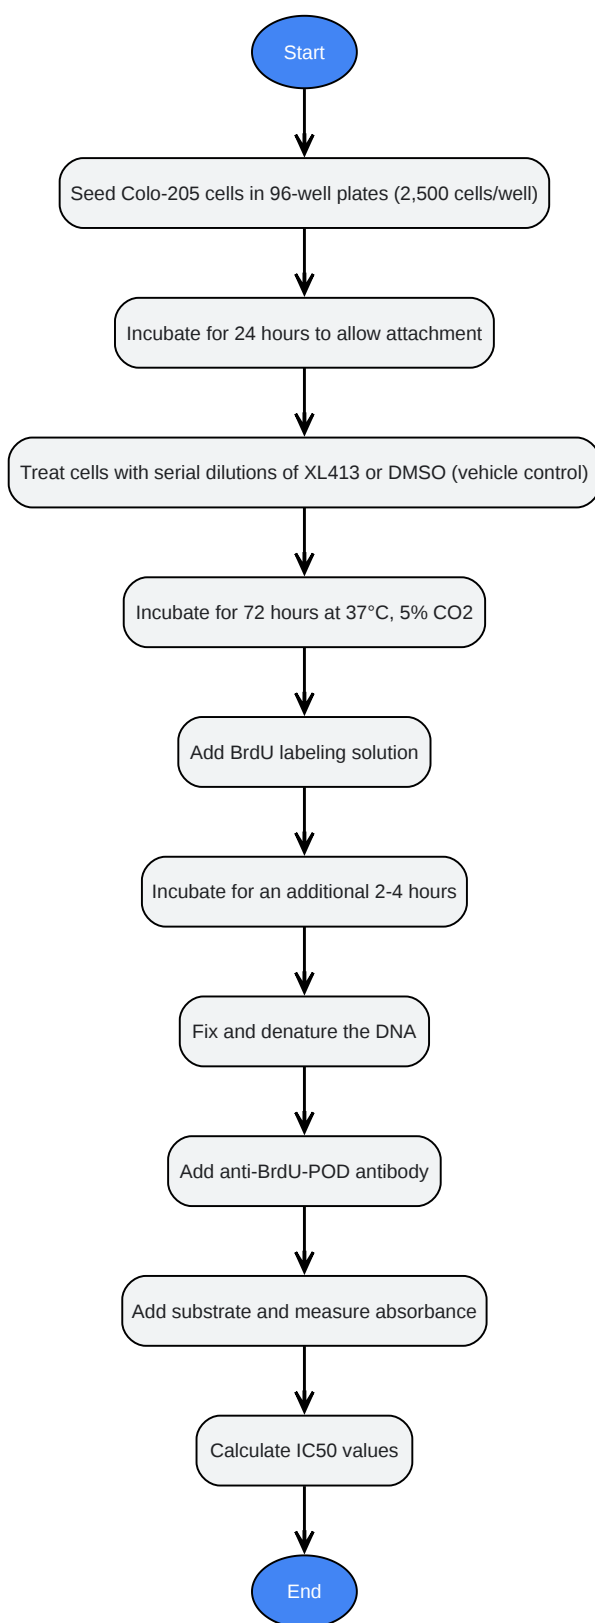 Start
Seed Colo-205 cells in 96-well plates (2,500 cells/well)
Incubate for 24 hours to allow attachment
Treat cells with serial dilutions of XL413 or DMSO (vehicle control)
Incubate for 72 hours at 37°C, 5% CO2
Add BrdU labeling solution
Incubate for an additional 2-4 hours
Fix and denature the DNA
Add anti-BrdU-POD antibody
Add substrate and measure absorbance
Calculate IC50 values
End